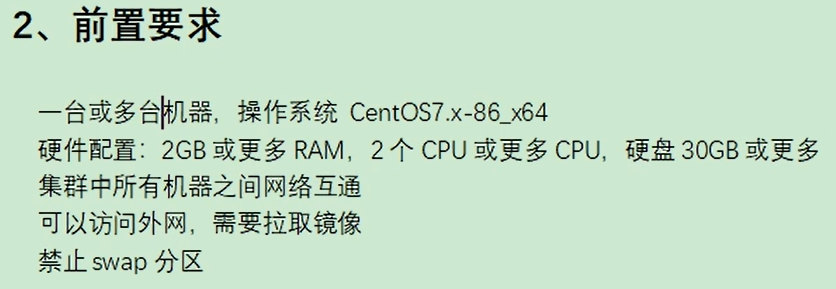 2、前置要求
一台或多台机器，操作系统 CentOS7.x-86_x64
硬件配置：2GB 或更多 RAM，2 个 CPU 或更多 CPU，硬盘 30GB 或更多
集群中所有机器之间网络互通
可以访问外网，需要拉取镜像
禁止 swap 分区